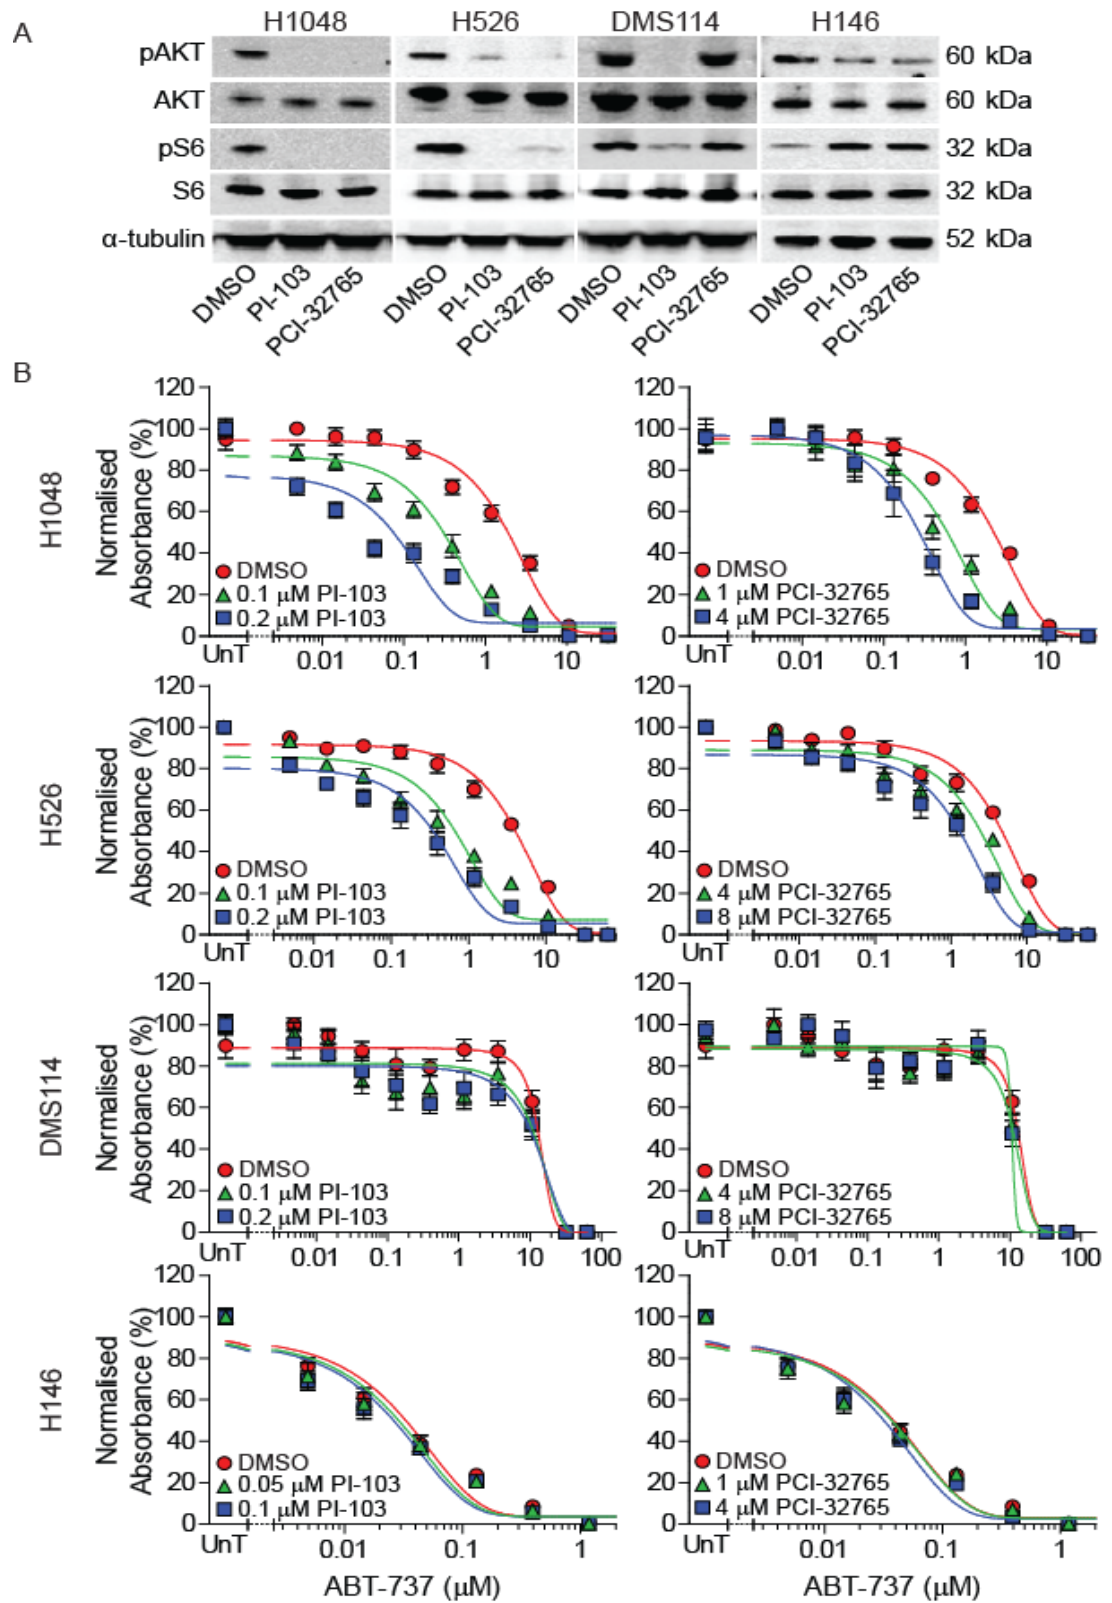 A
H1048 H526 DMS114 H146
pAKT 60 kDa
AKT 60 kDa
pS6 32 kDa
S6 32 kDa
α-tubulin 52 kDa
DMSO PI-103 PCI-32765 DMSO PI-103 PCI-32765 DMSO PI-103 PCI-32765 DMSO PI-103 PCI-32765
B
H1048
Normalised Absorbance (%)
120
100
80
60
40
20
0
DMSO
0.1 μM PI-103
0.2 μM PI-103
UnT 0.01 0.1 1 10
Normalised Absorbance (%)
120
100
80
60
40
20
0
DMSO
1 μM PCI-32765
4 μM PCI-32765
UnT 0.01 0.1 1 10
H526
Normalised Absorbance (%)
120
100
80
60
40
20
0
DMSO
0.1 μM PI-103
0.2 μM PI-103
UnT 0.01 0.1 1 10
Normalised Absorbance (%)
120
100
80
60
40
20
0
DMSO
4 μM PCI-32765
8 μM PCI-32765
UnT 0.01 0.1 1 10
DMS114
Normalised Absorbance (%)
120
100
80
60
40
20
0
DMSO
0.1 μM PI-103
0.2 μM PI-103
UnT 0.01 0.1 1 10 100
Normalised Absorbance (%)
120
100
80
60
40
20
0
DMSO
4 μM PCI-32765
8 μM PCI-32765
UnT 0.01 0.1 1 10 100
H146
Normalised Absorbance (%)
120
100
80
60
40
20
0
DMSO
0.05 μM PI-103
0.1 μM PI-103
UnT 0.01 0.1 1
ABT-737 (μM)
Normalised Absorbance (%)
120
100
80
60
40
20
0
DMSO
1 μM PCI-32765
4 μM PCI-32765
UnT 0.01 0.1 1
ABT-737 (μM)